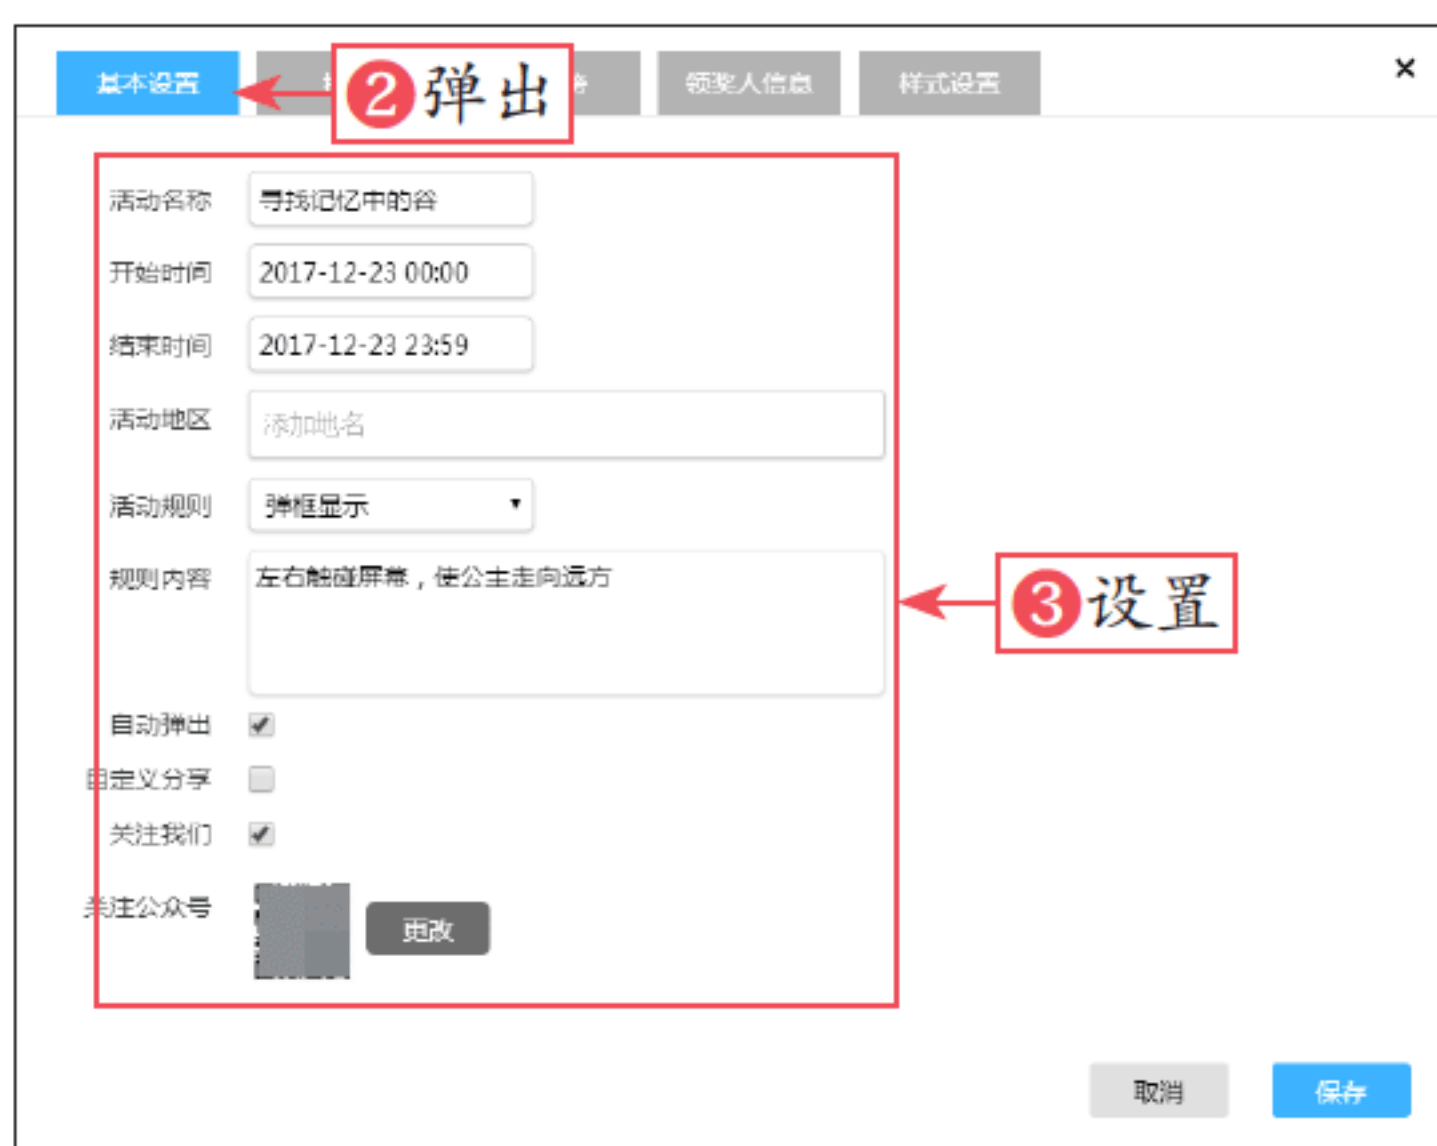 基本设置
❷弹出
领奖人信息
样式设置
×
活动名称 寻找记忆中的谷
开始时间 2017-12-23 00:00
结束时间 2017-12-23 23:59
活动地区 添加地名
活动规则 弹框显示
规则内容 左右触碰屏幕，使公主走向远方
❸设置
自动弹出
自定义分享
关注我们
关注公众号 更改
取消 保存